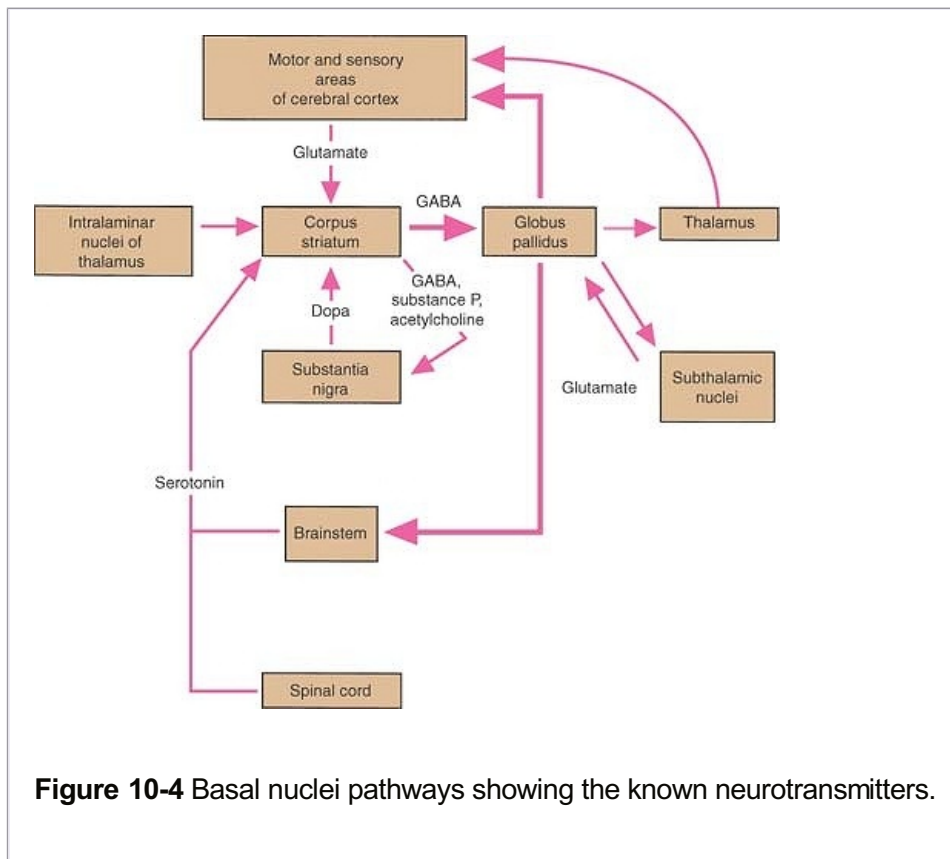 Motor and sensory
areas
of cerebral cortex
Glutamate
GABA
Intralaminar
nuclei of
thalamus
Corpus
striatum
Globus
pallidus
Thalamus
GABA,
substance P,
acetylcholine
Dopa
Substantia
nigra
Glutamate
Subthalamic
nuclei
Serotonin
Brainstem
Spinal cord
Figure 10-4 Basal nuclei pathways showing the known neurotransmitters.